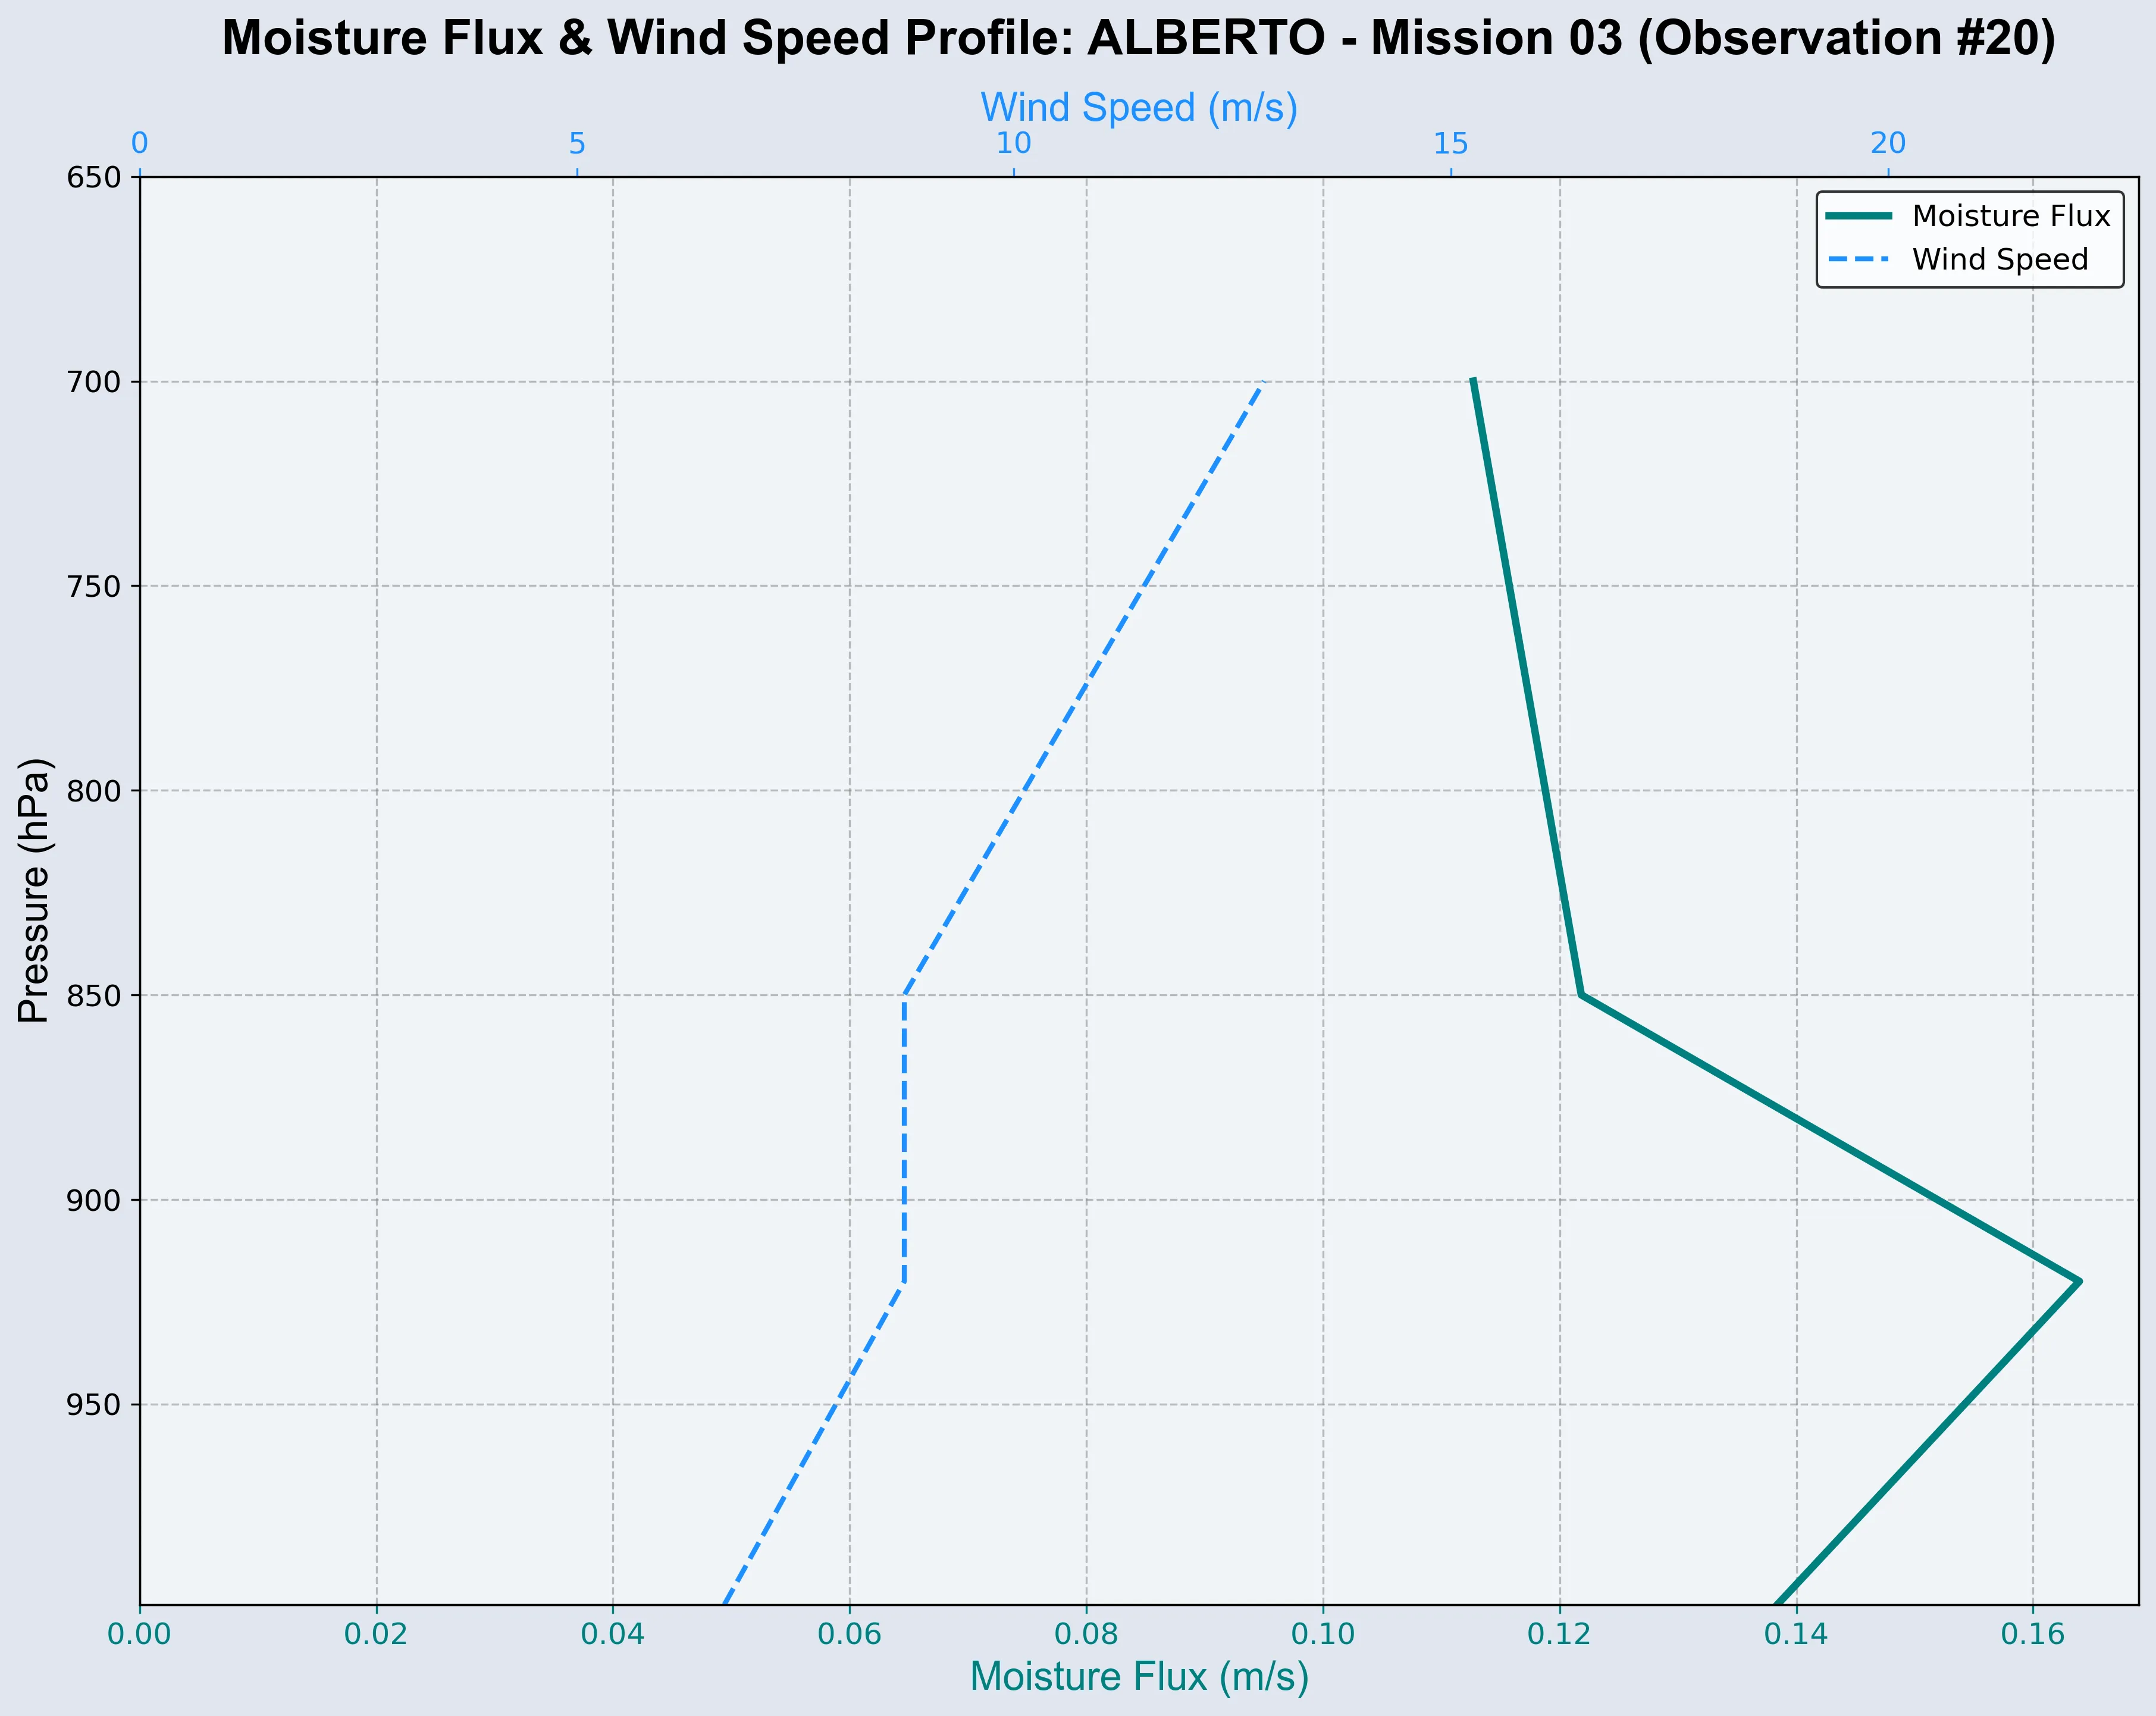 Moisture Flux & Wind Speed Profile: ALBERTO - Mission 03 (Observation #20)
Wind Speed (m/s)
0 5 10 15 20
Moisture Flux
Wind Speed
Pressure (hPa)
650
700
750
800
850
900
950
0.00 0.02 0.04 0.06 0.08 0.10 0.12 0.14 0.16
Moisture Flux (m/s)